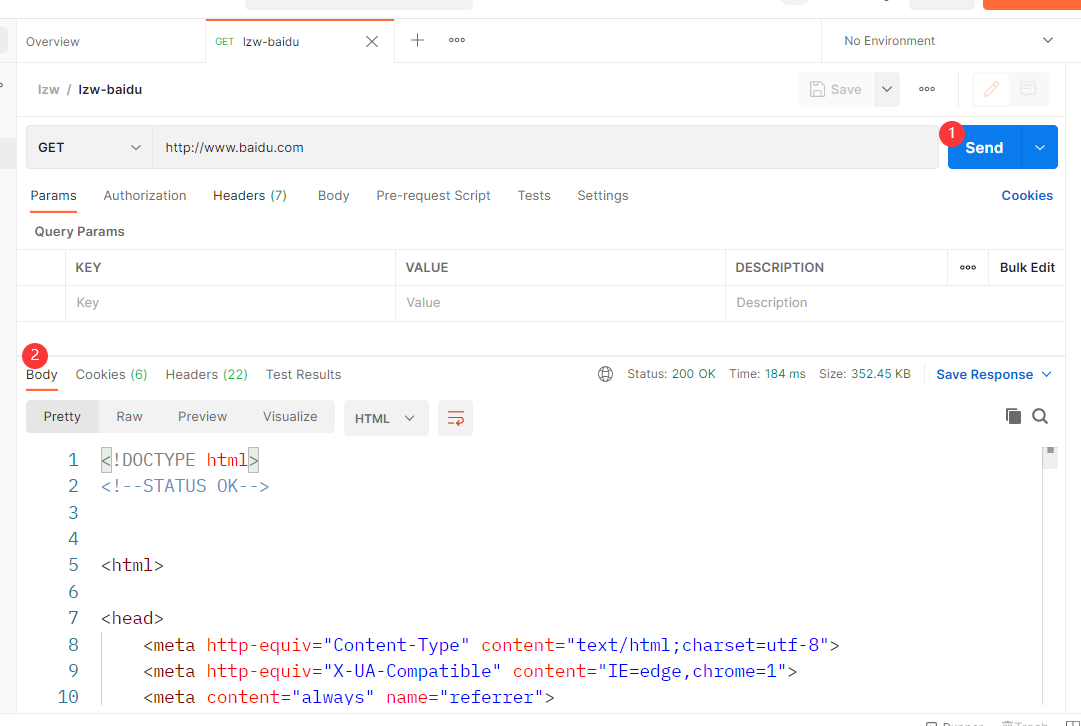 Overview GET lzw-baidu No Environment
lzw / lzw-baidu Save
GET http://www.baidu.com 1 Send
Params Authorization Headers (7) Body Pre-request Script Tests Settings Cookies
Query Params
KEY VALUE DESCRIPTION Bulk Edit
Key Value Description
2
Body Cookies (6) Headers (22) Test Results Status: 200 OK Time: 184 ms Size: 352.45 KB Save Response
Pretty Raw Preview Visualize HTML
1 <!DOCTYPE html>
2 <!--STATUS OK-->
3
4
5 <html>
6
7 <head>
8 <meta http-equiv="Content-Type" content="text/html;charset=utf-8">
9 <meta http-equiv="X-UA-Compatible" content="IE=edge,chrome=1">
10 <meta content="always" name="referrer">